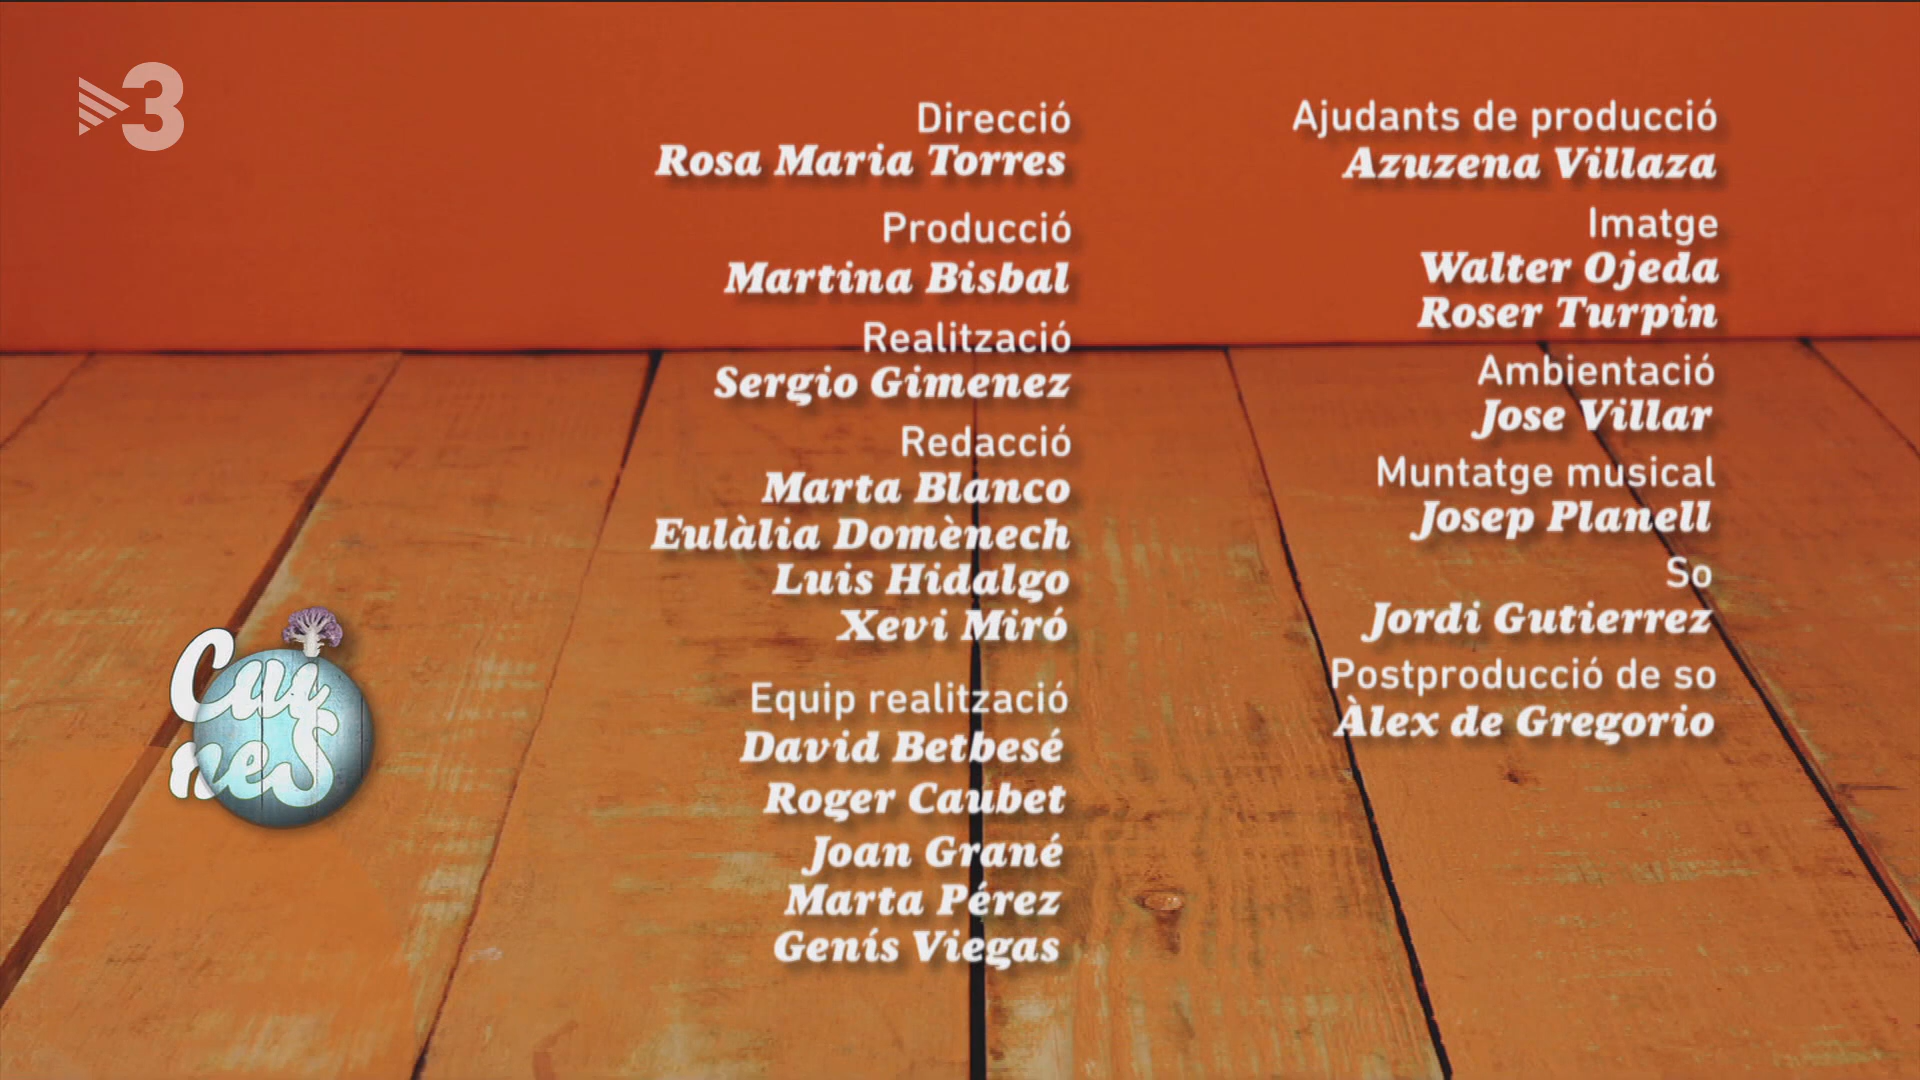 3
Direcció
Rosa Maria Torres
Producció
Martina Bisbal
Realització
Sergio Gimenez
Redacció
Marta Blanco
Eulàlia Domènech
Luis Hidalgo
Xevi Miró
Equip realització
David Betbesé
Roger Caubet
Joan Grané
Marta Pérez
Genís Viegas
Ajudants de producció
Azuzena Villaza
Imatge
Walter Ojeda
Roser Turpin
Ambientació
Jose Villar
Muntatge musical
Josep Planell
So
Jordi Gutierrez
Postproducció de so
Àlex de Gregorio
Cui
nes